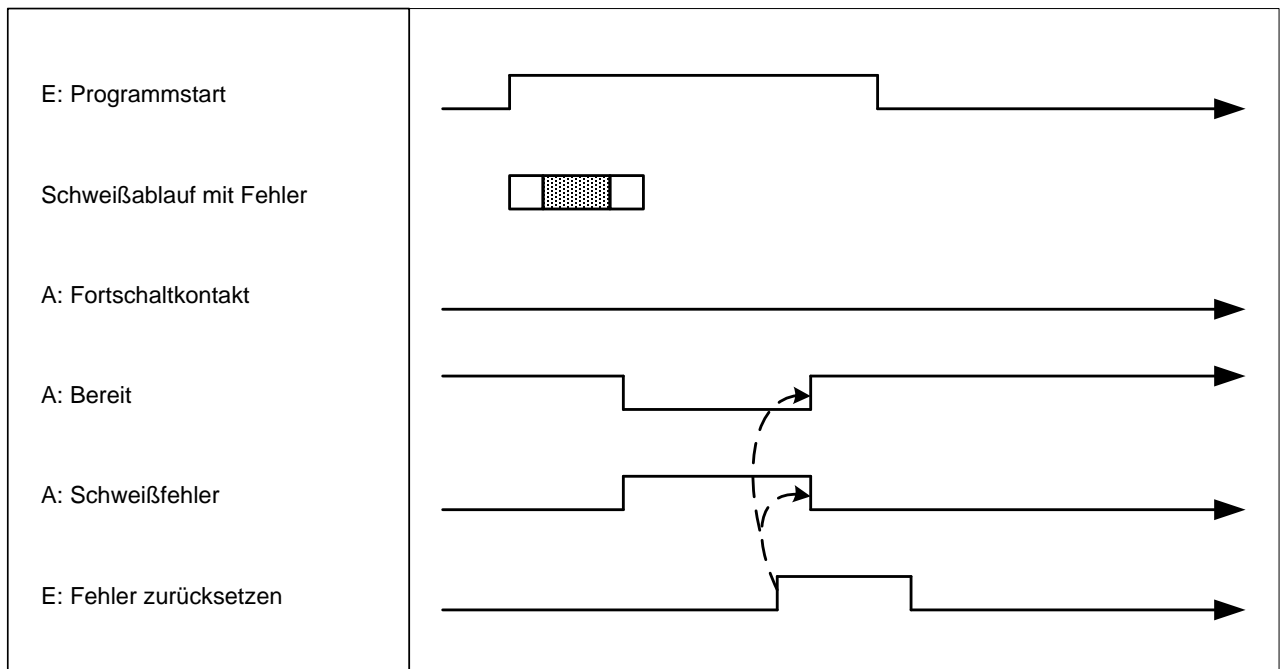 E: Programmstart
Schweißablauf mit Fehler
A: Fortschaltkontakt
A: Bereit
A: Schweißfehler
E: Fehler zurücksetzen